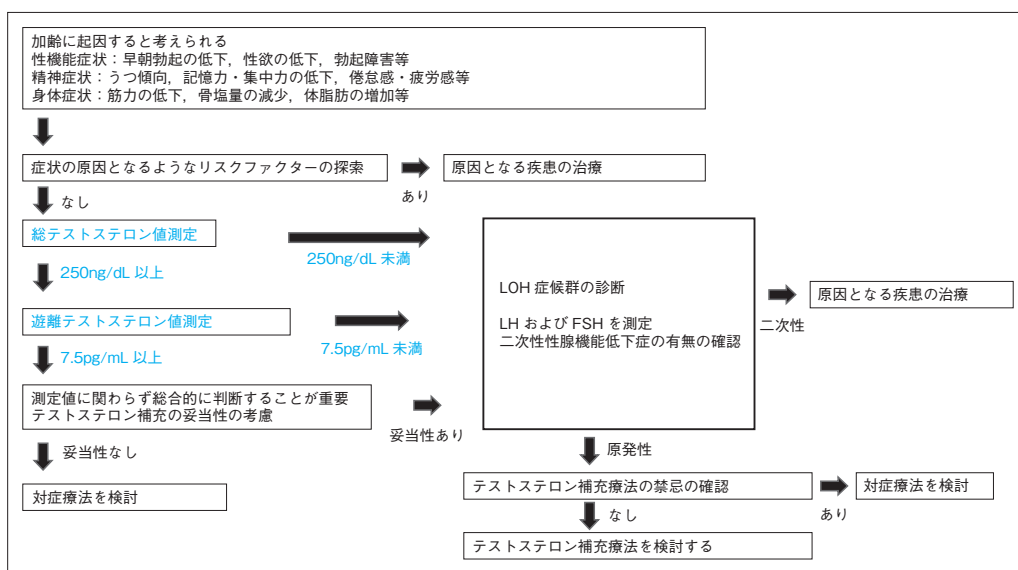 加齢に起因すると考えられる
性機能症状：早朝勃起の低下，性欲の低下，勃起障害等
精神症状：うつ傾向，記憶力・集中力の低下，倦怠感・疲労感等
身体症状：筋力の低下，骨塩量の減少，体脂肪の増加等
症状の原因となるようなリスクファクターの探索
あり
原因となる疾患の治療
なし
総テストステロン値測定
250ng/dL 未満
250ng/dL 以上
遊離テストステロン値測定
7.5pg/mL 未満
7.5pg/mL 以上
測定値に関わらず総合的に判断することが重要
テストステロン補充の妥当性の考慮
妥当性あり
妥当性なし
対症療法を検討
LOH 症候群の診断
LH および FSH を測定
二次性性腺機能低下症の有無の確認
二次性
原因となる疾患の治療
原発性
テストステロン補充療法の禁忌の確認
あり
対症療法を検討
なし
テストステロン補充療法を検討する